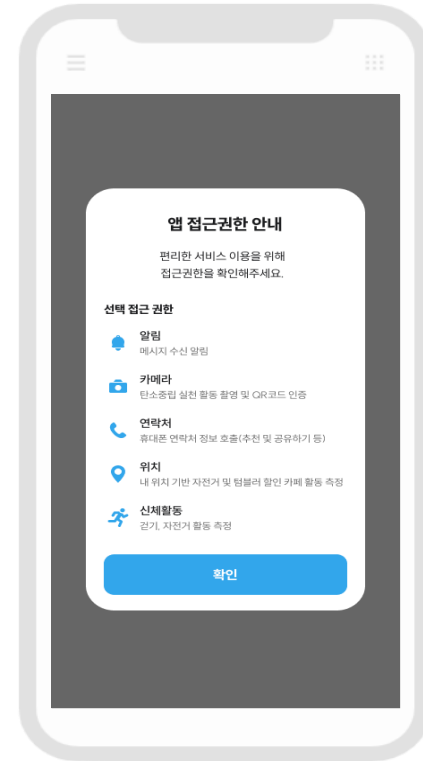 앱 접근권한 안내
편리한 서비스 이용을 위해
접근권한을 확인해주세요.
선택 접근 권한
알림
메시지 수신 알림
카메라
탄소중립 실천 활동 촬영 및 QR코드 인증
연락처
휴대폰 연락처 정보 호출(추천 및 공유하기 등)
위치
내 위치 기반 자전거 및 텀블러 할인 카페 활동 측정
신체활동
걷기, 자전거 활동 측정
확인